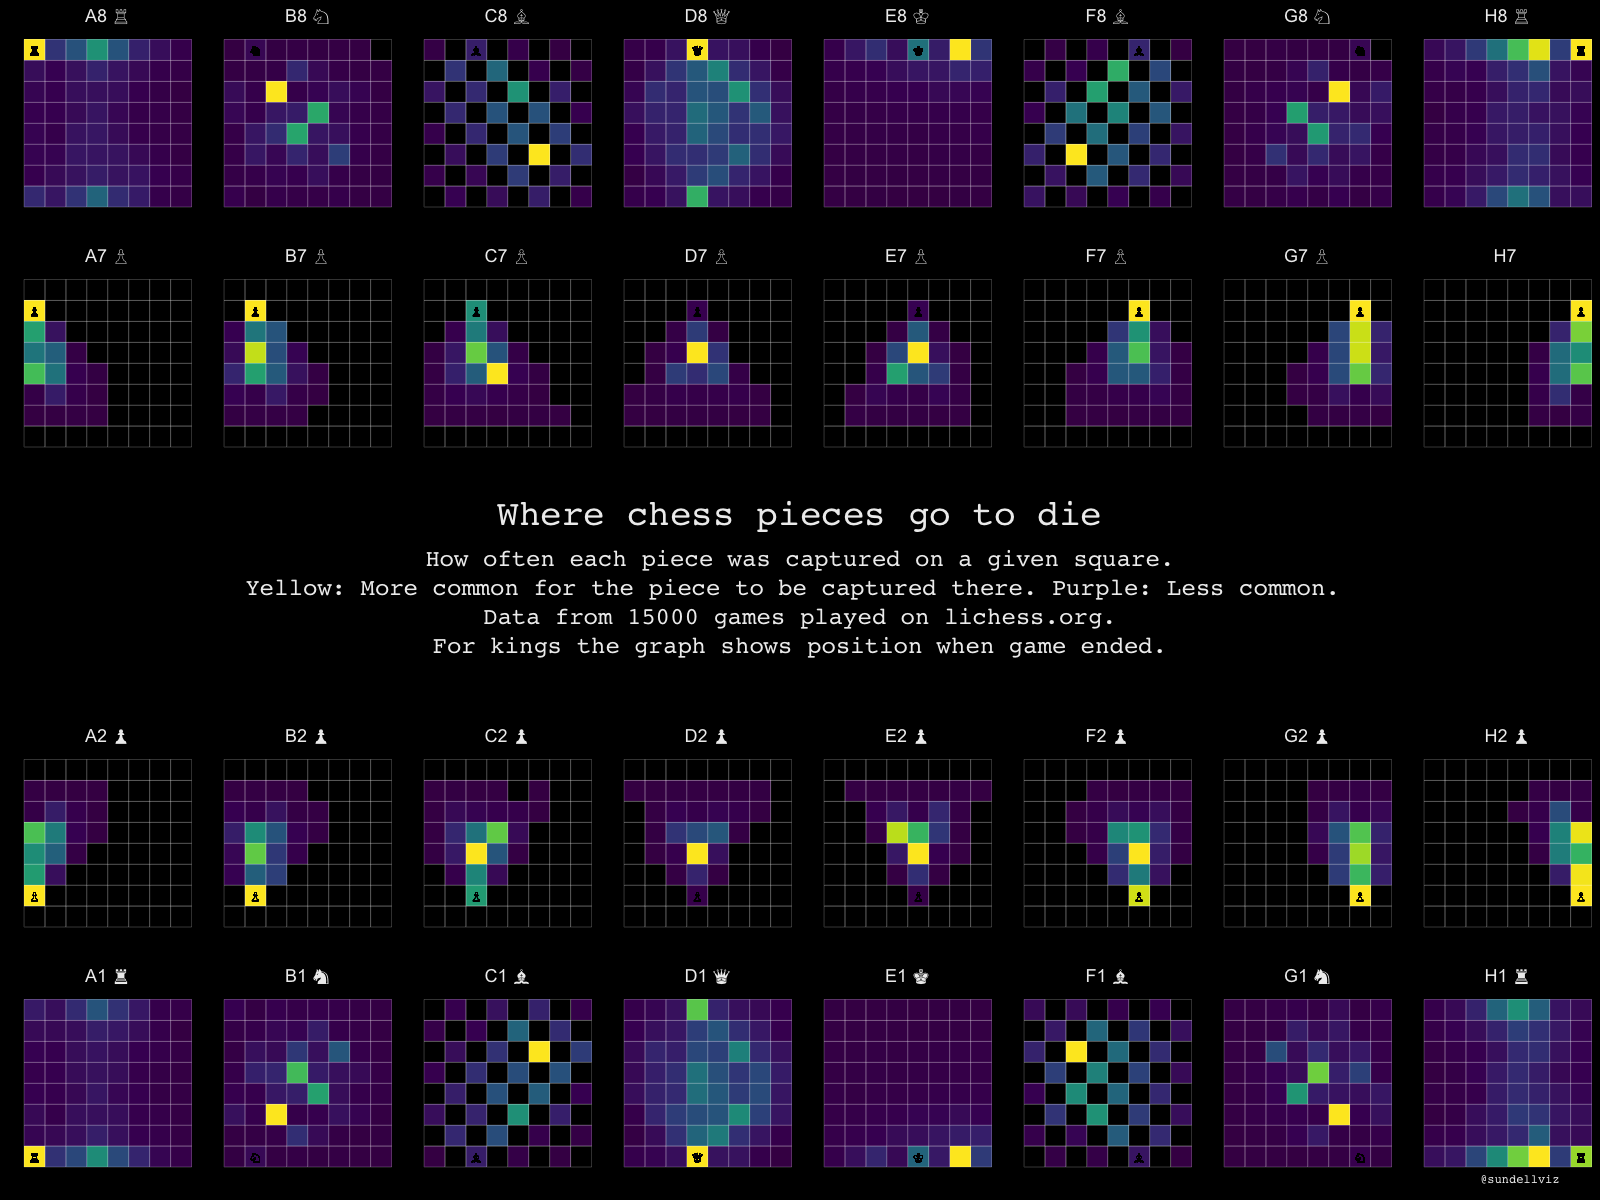 A8 ♖ B8 ♘ C8 ♗ D8 ♕ E8 ♔ F8 ♗ G8 ♘ H8 ♖
A7 ♙ B7 ♙ C7 ♙ D7 ♙ E7 ♙ F7 ♙ G7 ♙ H7
Where chess pieces go to die
How often each piece was captured on a given square.
Yellow: More common for the piece to be captured there. Purple: Less common.
Data from 15000 games played on lichess.org.
For kings the graph shows position when game ended.
A2 ♟ B2 ♟ C2 ♟ D2 ♟ E2 ♟ F2 ♟ G2 ♟ H2 ♟
A1 ♜ B1 ♞ C1 ♝ D1 ♛ E1 ♚ F1 ♝ G1 ♞ H1 ♜
@sundellviz